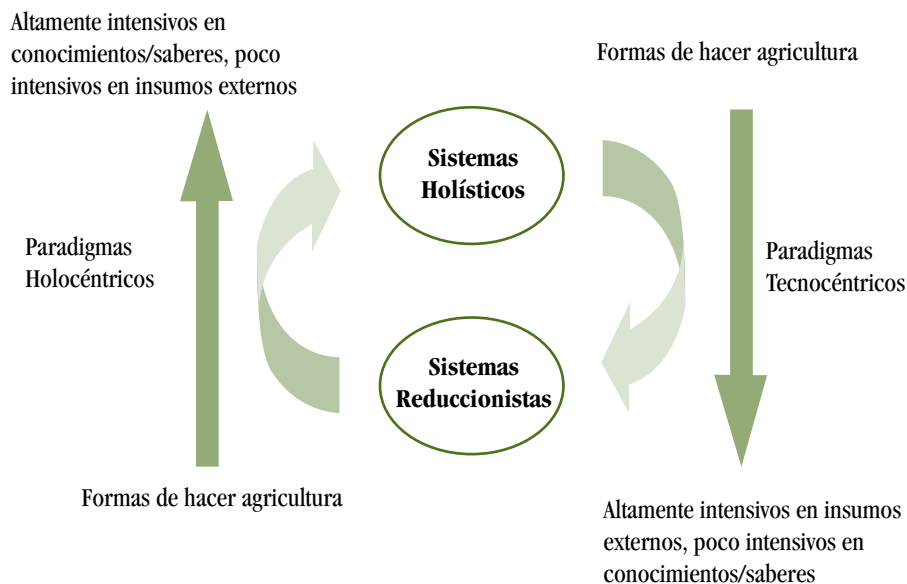 Altamente intensivos en
conocimientos/saberes, poco
intensivos en insumos externos
Formas de hacer agricultura
Sistemas
Holísticos
Paradigmas
Holocéntricos
Paradigmas
Tecnocéntricos
Sistemas
Reduccionistas
Formas de hacer agricultura
Altamente intensivos en insumos
externos, poco intensivos en
conocimientos/saberes